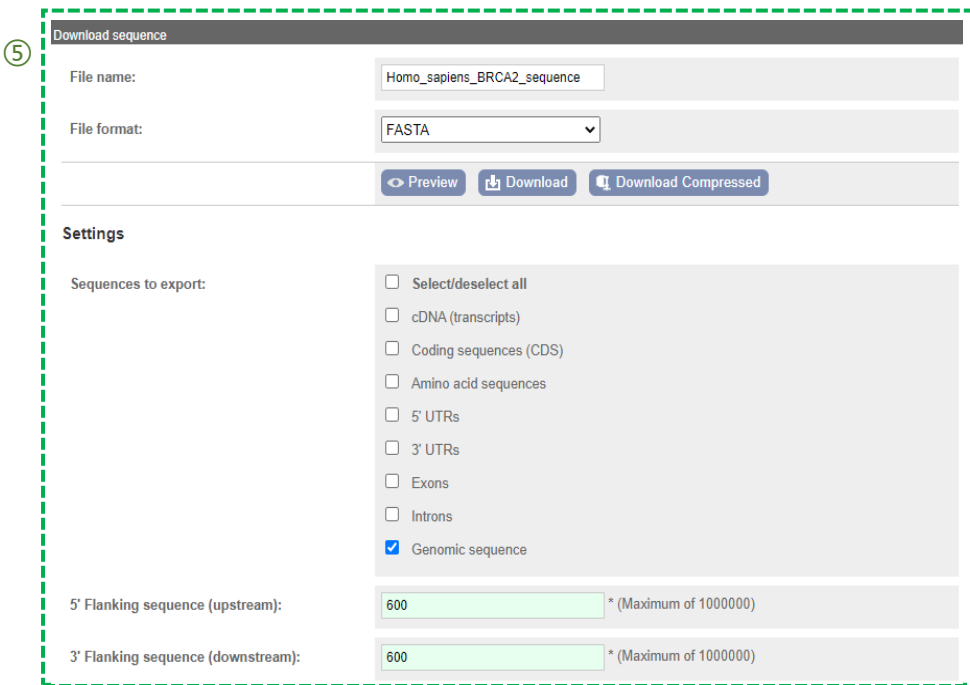 ⑤
Download sequence
File name:
Homo_sapiens_BRCA2_sequence
File format:
FASTA
Preview Download Download Compressed
Settings
Sequences to export:
Select/deselect all
cDNA (transcripts)
Coding sequences (CDS)
Amino acid sequences
5' UTRs
3' UTRs
Exons
Introns
Genomic sequence
5' Flanking sequence (upstream):
600 * (Maximum of 1000000)
3' Flanking sequence (downstream):
600 * (Maximum of 1000000)